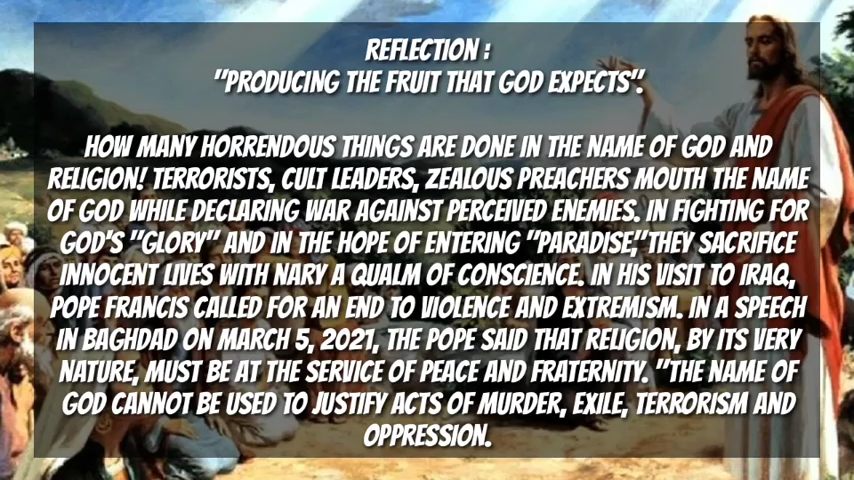 REFLECTION :
"PRODUCING THE FRUIT THAT GOD EXPECTS".
HOW MANY HORRENDOUS THINGS ARE DONE IN THE NAME OF GOD AND
RELIGION! TERRORISTS, CULT LEADERS, ZEALOUS PREACHERS MOUTH THE NAME
OF GOD WHILE DECLARING WAR AGAINST PERCEIVED ENEMIES. IN FIGHTING FOR
GOD'S "GLORY" AND IN THE HOPE OF ENTERING "PARADISE," THEY SACRIFICE
INNOCENT LIVES WITH NARY A QUALM OF CONSCIENCE. IN HIS VISIT TO IRAQ,
POPE FRANCIS CALLED FOR AN END TO VIOLENCE AND EXTREMISM. IN A SPEECH
IN BAGHDAD ON MARCH 5, 2021, THE POPE SAID THAT RELIGION, BY ITS VERY
NATURE, MUST BE AT THE SERVICE OF PEACE AND FRATERNITY. "THE NAME OF
GOD CANNOT BE USED TO JUSTIFY ACTS OF MURDER, EXILE, TERRORISM AND
OPPRESSION.